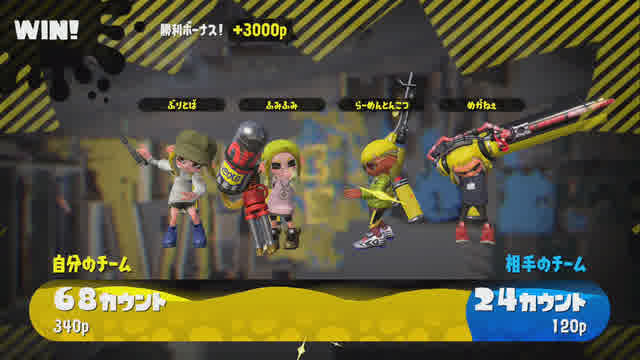 WIN!
勝利ボーナス! +3000p
ぷりとば ふみふみ らーめんとんこつ めがねぇ
自分のチーム 相手のチーム
68カウント 24カウント
340p 120p